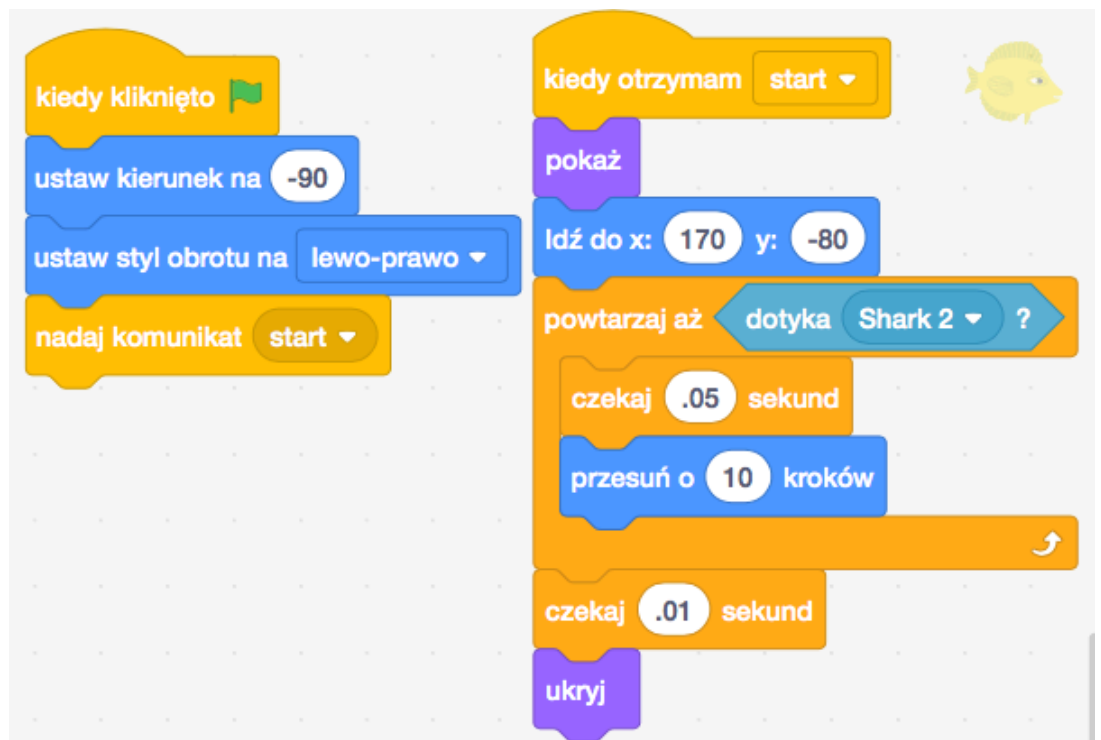 kiedy kliknięto
ustaw kierunek na -90
ustaw styl obrotu na lewo-prawo
nadaj komunikat start
kiedy otrzymam start
pokaż
Idź do x: 170 y: -80
powtarzaj aż dotyka Shark 2 ?
czekaj .05 sekund
przesuń o 10 kroków
czekaj .01 sekund
ukryj